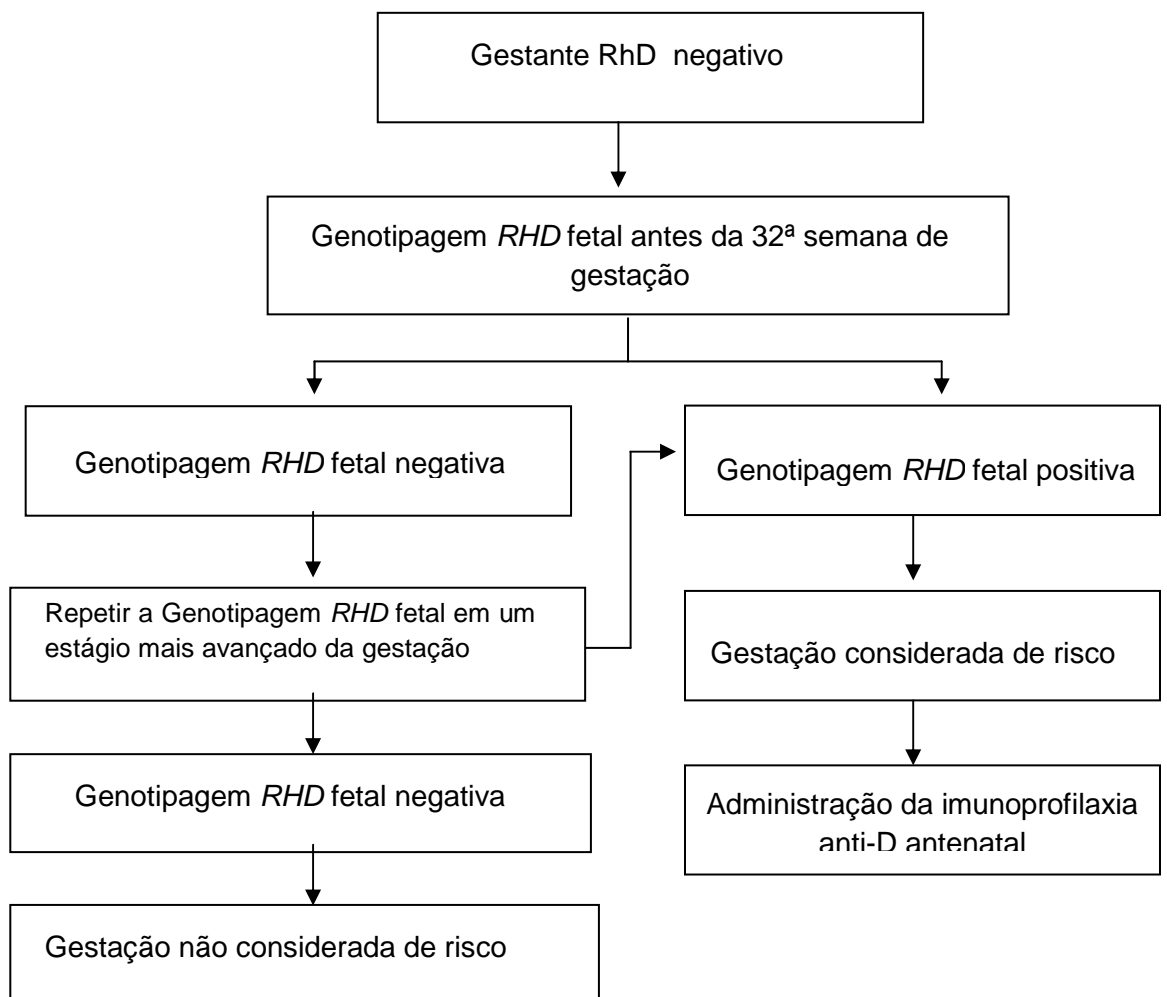 Gestante RhD negativo
Genotipagem RHD fetal antes da 32ª semana de
gestação
Genotipagem RHD fetal negativa
Genotipagem RHD fetal positiva
Repetir a Genotipagem RHD fetal em um
estágio mais avançado da gestação
Gestação considerada de risco
Genotipagem RHD fetal negativa
Administração da imunoprofilaxia
anti-D antenatal
Gestação não considerada de risco